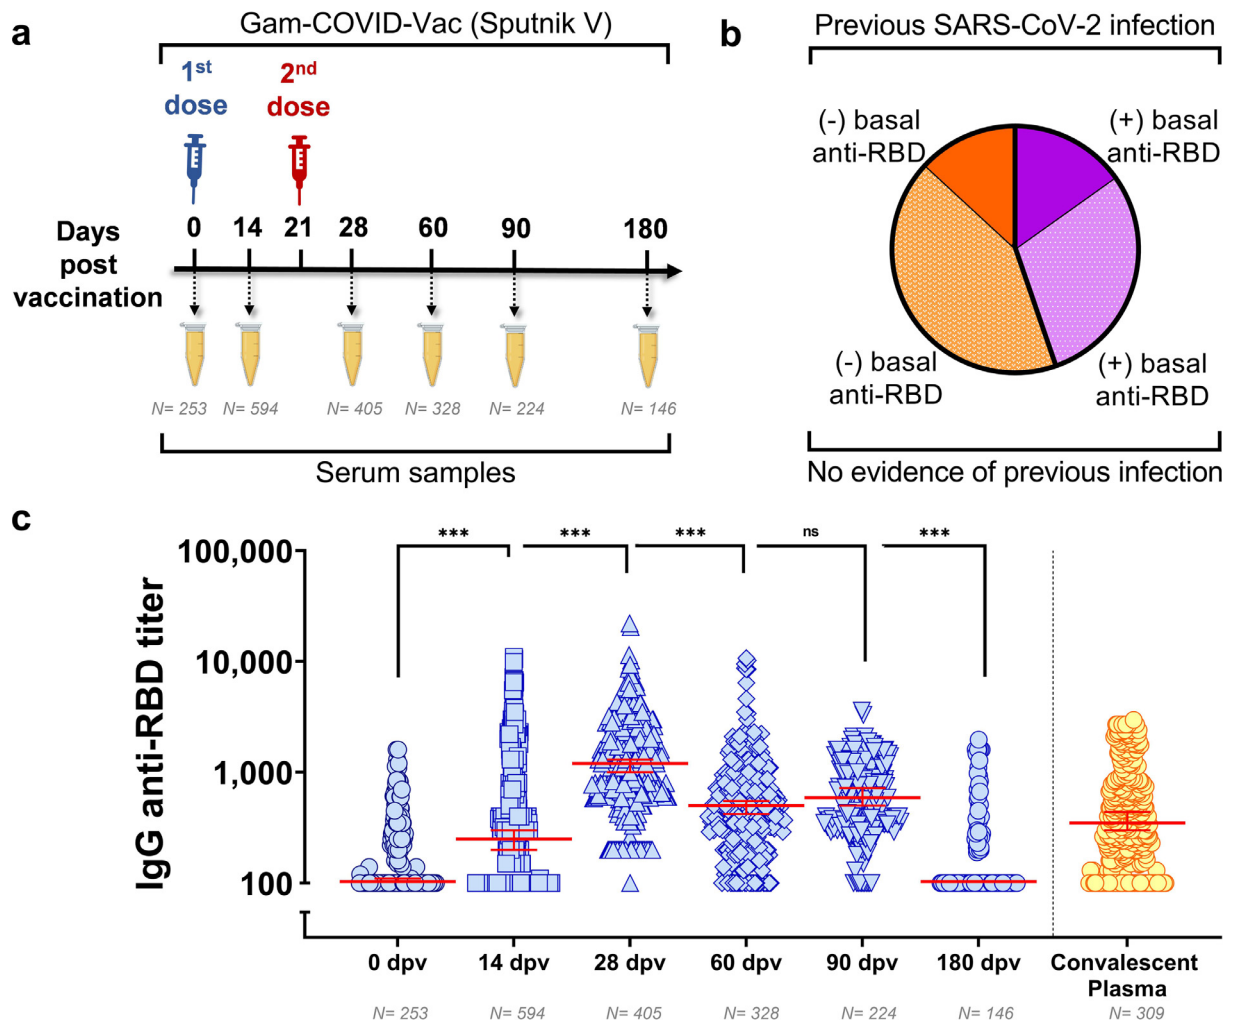 a
Gam-COVID-Vac (Sputnik V)
1st
dose
2nd
dose
Days
post
vaccination
0 14 21 28 60 90 180
N= 253 N= 594 N= 405 N= 328 N= 224 N= 146
Serum samples
b
Previous SARS-CoV-2 infection
(-) basal
anti-RBD
(+) basal
anti-RBD
(-) basal
anti-RBD
(+) basal
anti-RBD
No evidence of previous infection
c
IgG anti-RBD titer
100,000
10,000
1,000
100
*** *** *** ns ***
0 dpv 14 dpv 28 dpv 60 dpv 90 dpv 180 dpv Convalescent
Plasma
N= 253 N= 594 N= 405 N= 328 N= 224 N= 146 N= 309